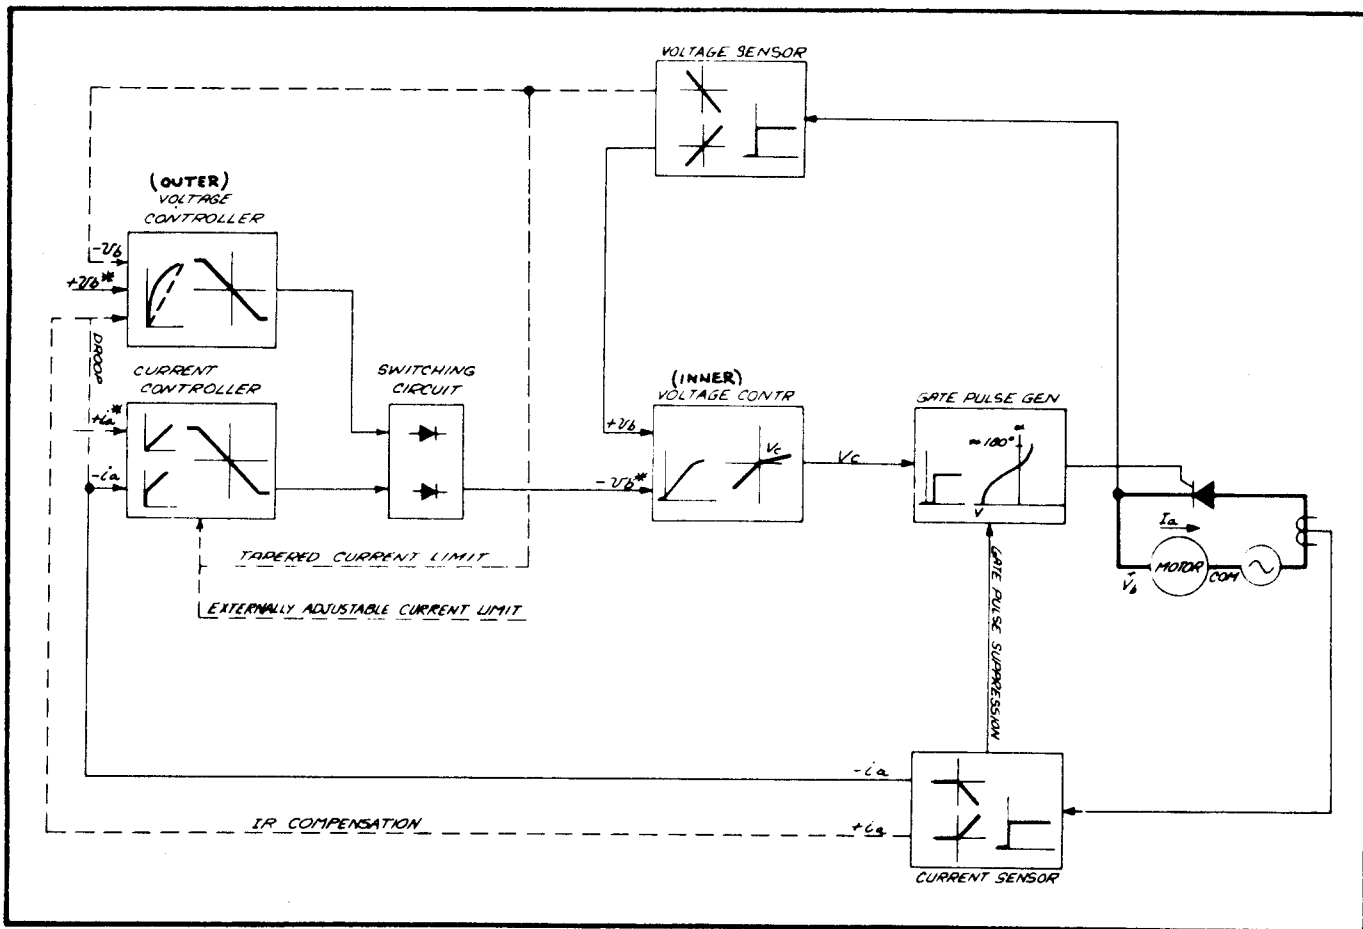 VOLTAGE SENSOR
(OUTER)
VOLTAGE
CONTROLLER
-vb
+vb*
DROOP
CURRENT
CONTROLLER
+ia*
-ia
SWITCHING
CIRCUIT
(INNER)
VOLTAGE CONTR
+vb
-vb*
Vc
Vc
GATE PULSE GEN
≈180°
α
V
Ia
MOTOR
COM
Vb
TAPERED CURRENT LIMIT
EXTERNALLY ADJUSTABLE CURRENT LIMIT
GATE PULSE SUPPRESSION
-ia
IR COMPENSATION
+ia
CURRENT SENSOR